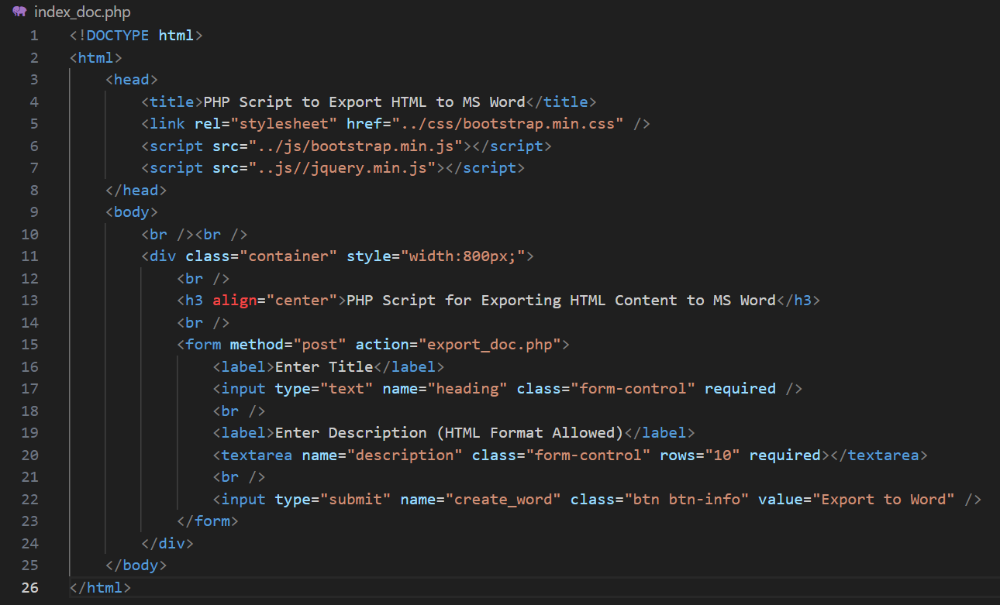 index_doc.php
1 <!DOCTYPE html>
2 <html>
3 <head>
4 <title>PHP Script to Export HTML to MS Word</title>
5 <link rel="stylesheet" href="../css/bootstrap.min.css" />
6 <script src="../js/bootstrap.min.js"></script>
7 <script src="..js//jquery.min.js"></script>
8 </head>
9 <body>
10 <br /><br />
11 <div class="container" style="width:800px;">
12 <br />
13 <h3 align="center">PHP Script for Exporting HTML Content to MS Word</h3>
14 <br />
15 <form method="post" action="export_doc.php">
16 <label>Enter Title</label>
17 <input type="text" name="heading" class="form-control" required />
18 <br />
19 <label>Enter Description (HTML Format Allowed)</label>
20 <textarea name="description" class="form-control" rows="10" required></textarea>
21 <br />
22 <input type="submit" name="create_word" class="btn btn-info" value="Export to Word" />
23 </form>
24 </div>
25 </body>
26 </html>